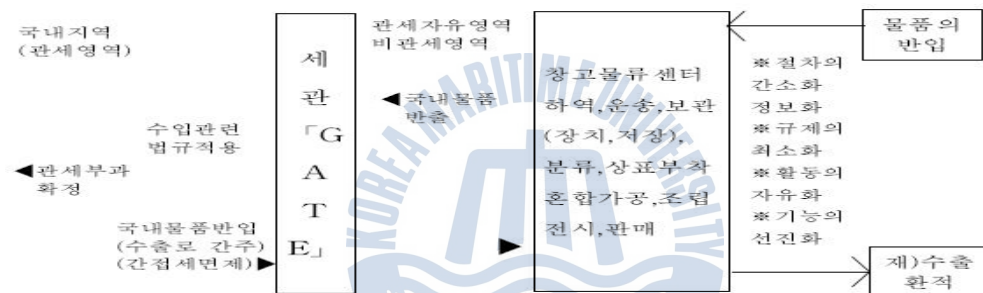 국내지역
(관세영역)
수입관련
법규적용
◀관세부과
확정
국내물품반입
(수출로 간주)
(간접세면제)▶
세
관
「G
A
T
E」
관세자유영역
비관세영역
◀국내물품
반출
▶
창고물류센터
하역,운송,보관
(장치,저장),
분류,상표부착
혼합가공,조립
전시,판매
물품의
반입
※절차의
간소화
정보화
※규제의
최소화
※활동의
자유화
※기능의
선진화
재)수출
환적
KOREA MARITIME UNIVERSITY